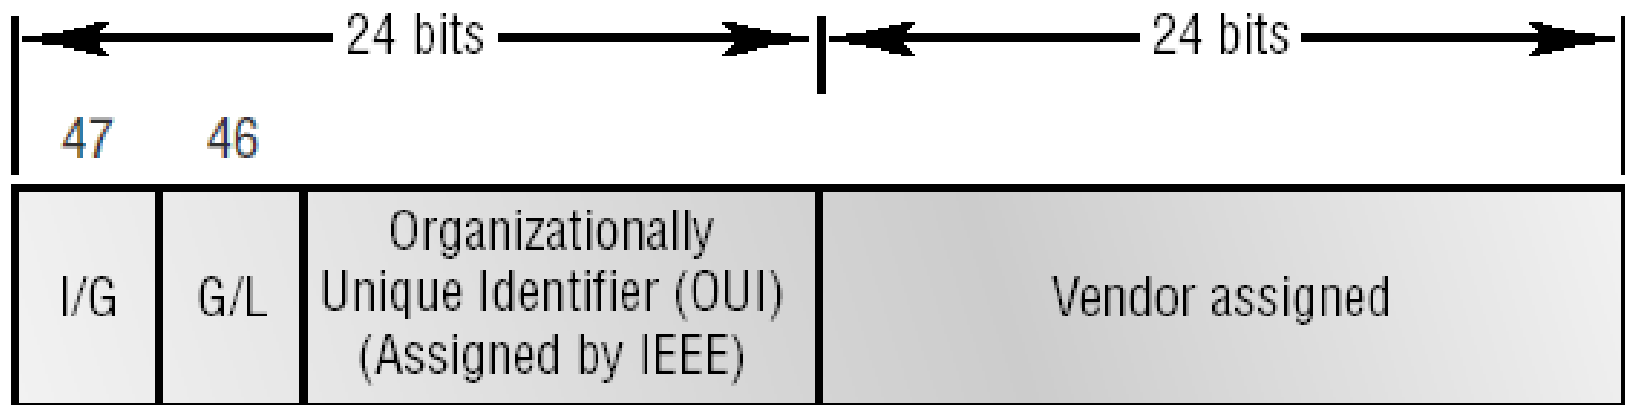 24 bits 24 bits
47 46
I/G G/L Organizationally
Unique Identifier (OUI)
(Assigned by IEEE) Vendor assigned